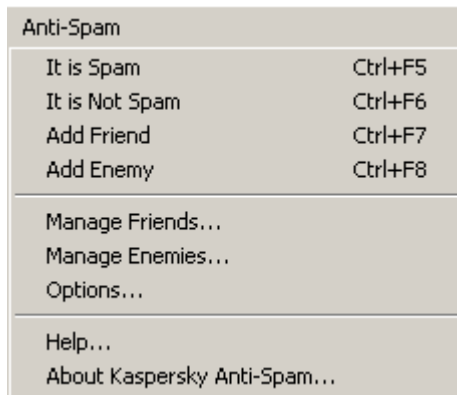 Anti-Spam
It is Spam Ctrl+F5
It is Not Spam Ctrl+F6
Add Friend Ctrl+F7
Add Enemy Ctrl+F8
Manage Friends...
Manage Enemies...
Options...
Help...
About Kaspersky Anti-Spam...